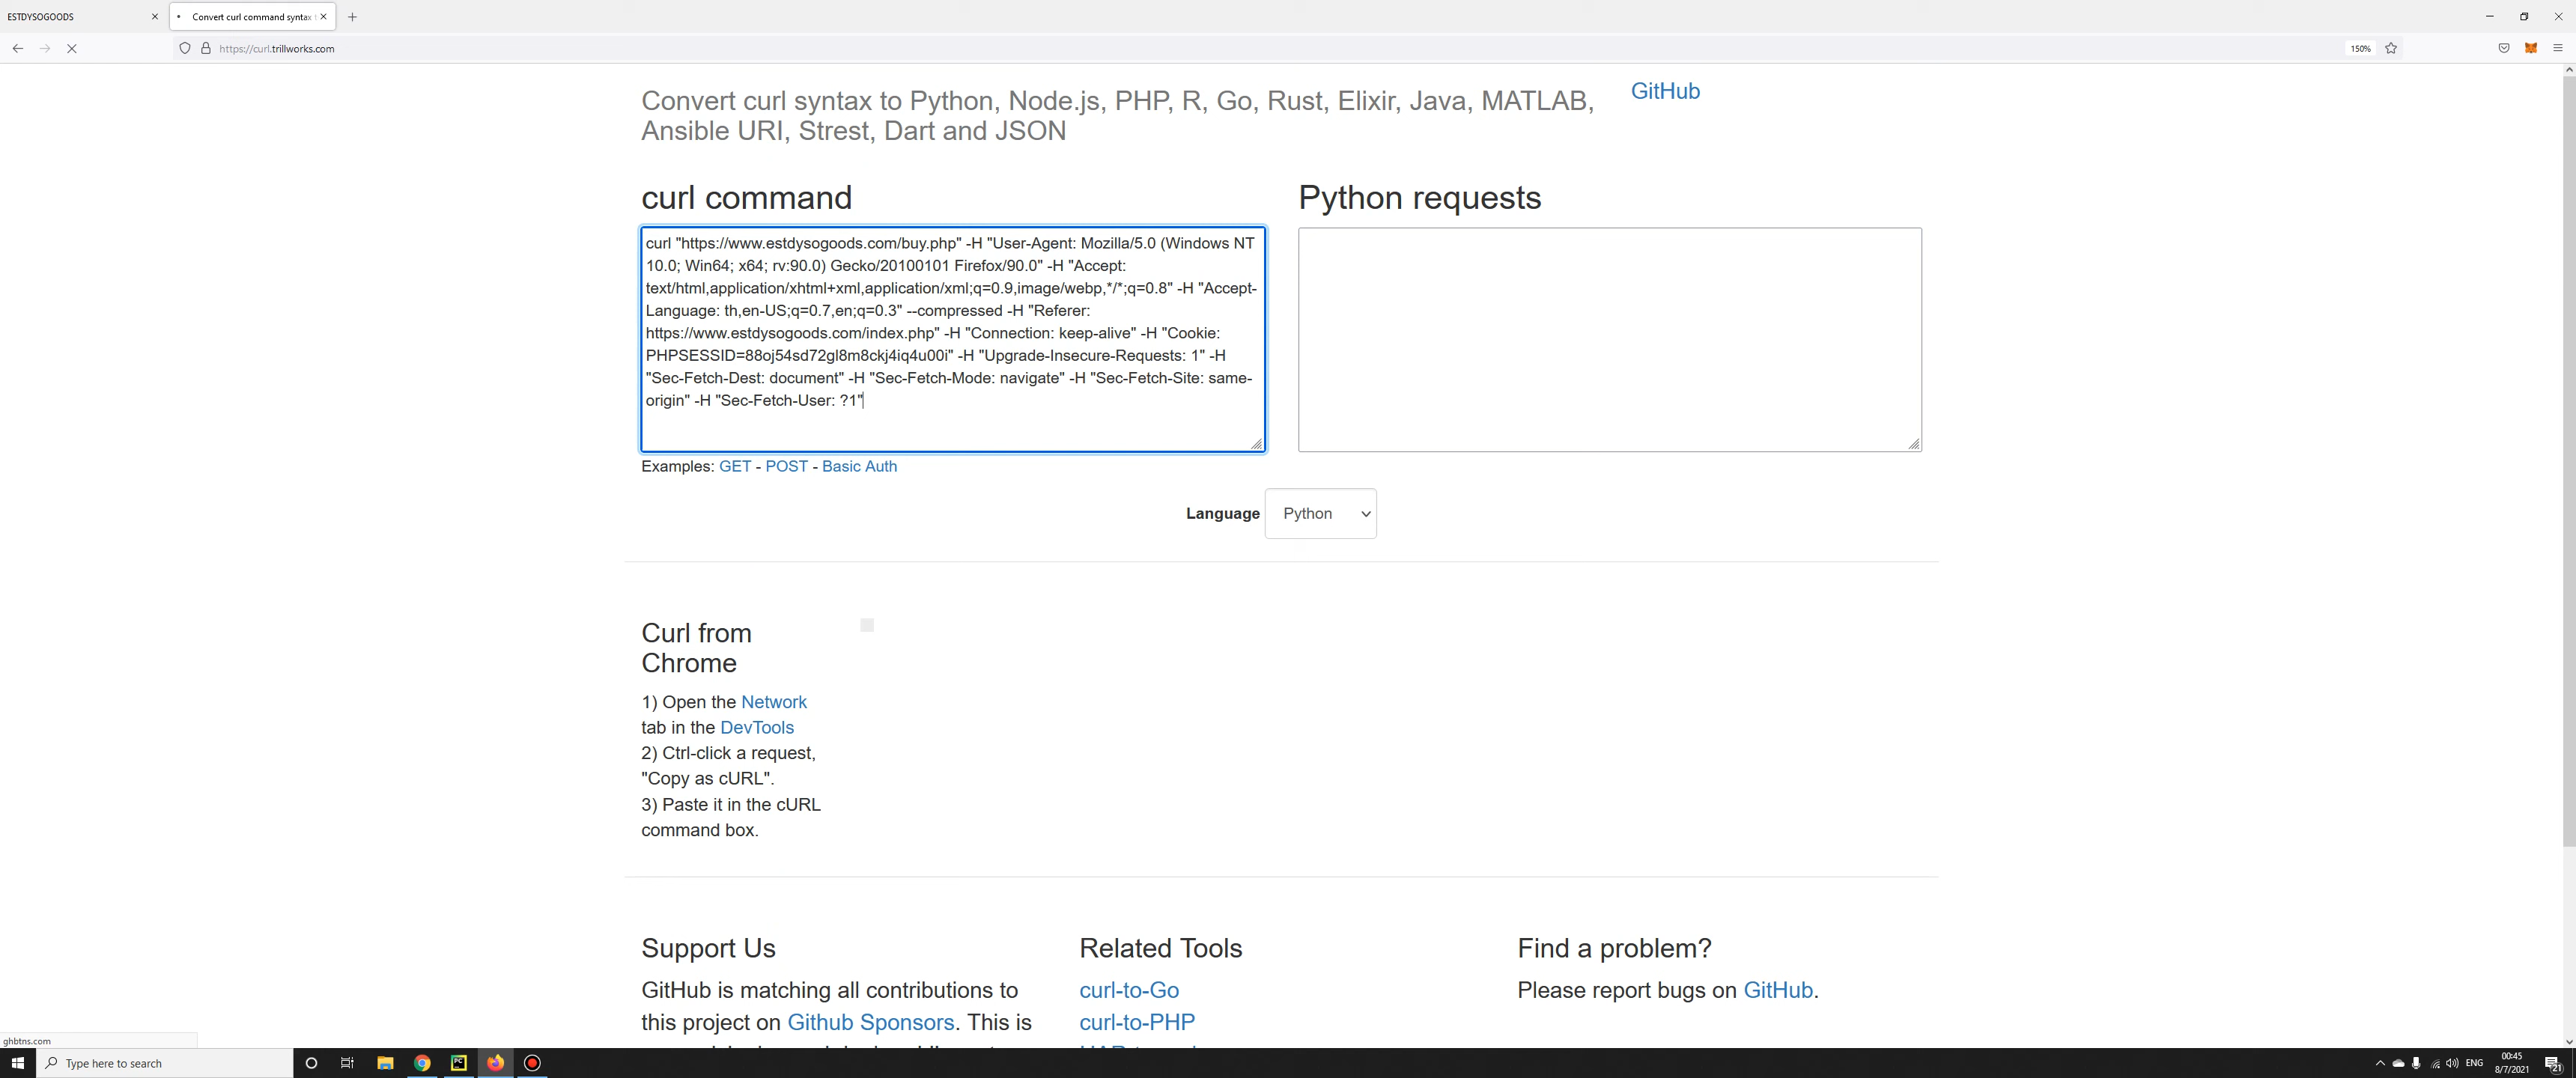 ESTDYSOGOODS
Convert curl command syntax
https://curl.trillworks.com
150%
Convert curl syntax to Python, Node.js, PHP, R, Go, Rust, Elixir, Java, MATLAB,
Ansible URI, Strest, Dart and JSON
GitHub
curl command
curl "https://www.estdysogoods.com/buy.php" -H "User-Agent: Mozilla/5.0 (Windows NT
10.0; Win64; x64; rv:90.0) Gecko/20100101 Firefox/90.0" -H "Accept:
text/html,application/xhtml+xml,application/xml;q=0.9,image/webp,*/*;q=0.8" -H "Accept-
Language: th,en-US;q=0.7,en;q=0.3" --compressed -H "Referer:
https://www.estdysogoods.com/index.php" -H "Connection: keep-alive" -H "Cookie:
PHPSESSID=88oj54sd72gl8m8ckj4iq4u00i" -H "Upgrade-Insecure-Requests: 1" -H
"Sec-Fetch-Dest: document" -H "Sec-Fetch-Mode: navigate" -H "Sec-Fetch-Site: same-
origin" -H "Sec-Fetch-User: ?1"
Python requests
Examples: GET - POST - Basic Auth
Language Python
Curl from
Chrome
1) Open the Network
tab in the DevTools
2) Ctrl-click a request,
"Copy as cURL".
3) Paste it in the cURL
command box.
Support Us
GitHub is matching all contributions to
this project on Github Sponsors. This is
Related Tools
curl-to-Go
curl-to-PHP
Find a problem?
Please report bugs on GitHub.
ghbtns.com
Type here to search
PC
ENG
00:45
8/7/2021
21